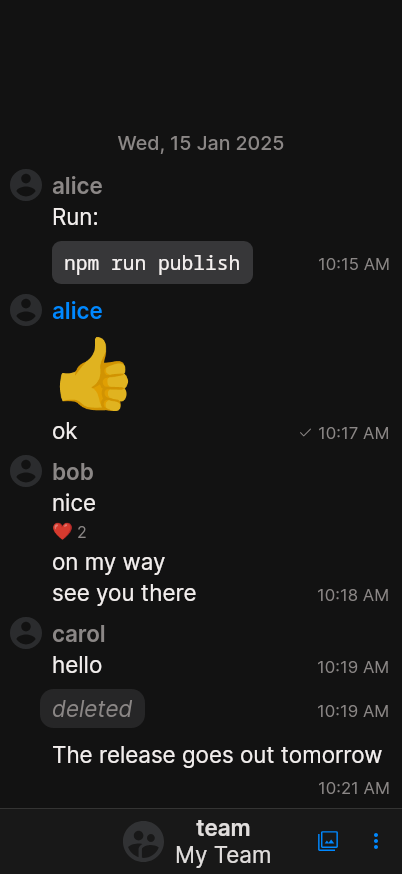 Wed, 15 Jan 2025
alice
Run:
npm run publish
10:15 AM
alice
ok
10:17 AM
bob
nice
2
on my way
see you there
10:18 AM
carol
hello
10:19 AM
deleted
10:19 AM
The release goes out tomorrow
10:21 AM
team
My Team